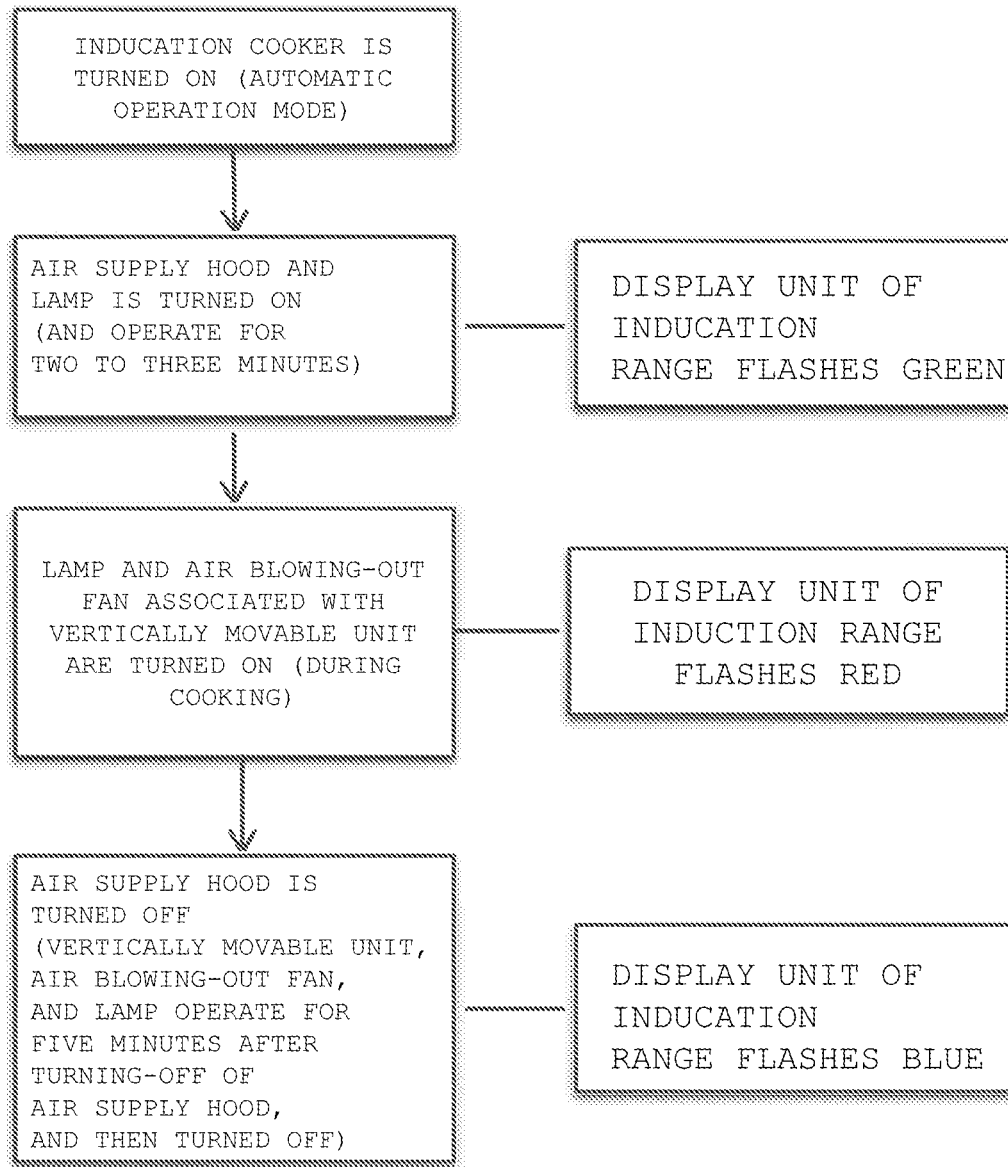 INDUCATION COOKER IS
TURNED ON (AUTOMATIC
OPERATION MODE)
AIR SUPPLY HOOD AND
LAMP IS TURNED ON
(AND OPERATE FOR
TWO TO THREE MINUTES)
DISPLAY UNIT OF
INDUCATION
RANGE FLASHES GREEN
LAMP AND AIR BLOWING-OUT
FAN ASSOCIATED WITH
VERTICALLY MOVABLE UNIT
ARE TURNED ON (DURING
COOKING)
DISPLAY UNIT OF
INDUCTION RANGE
FLASHES RED
AIR SUPPLY HOOD IS
TURNED OFF
(VERTICALLY MOVABLE UNIT,
AIR BLOWING-OUT FAN,
AND LAMP OPERATE FOR
FIVE MINUTES AFTER
TURNING-OFF OF
AIR SUPPLY HOOD,
AND THEN TURNED OFF)
DISPLAY UNIT OF
INDUCATION
RANGE FLASHES BLUE